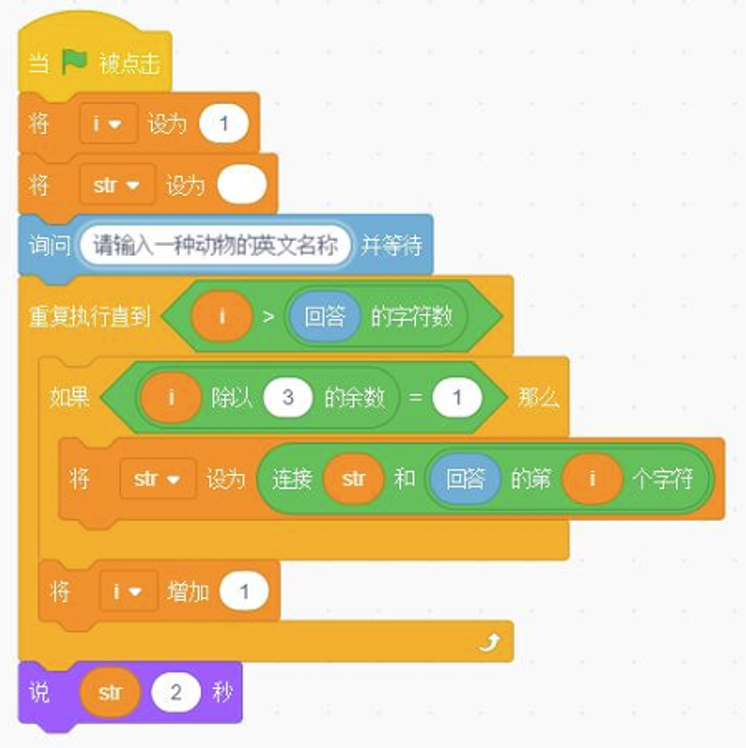 当 被点击
将 i 设为 1
将 str 设为
询问 请输入一种动物的英文名称 并等待
重复执行直到 i > 回答 的字符数
如果 i 除以 3 的余数 = 1 那么
将 str 设为 连接 str 和 回答 的第 i 个字符
将 i 增加 1
说 str 2 秒